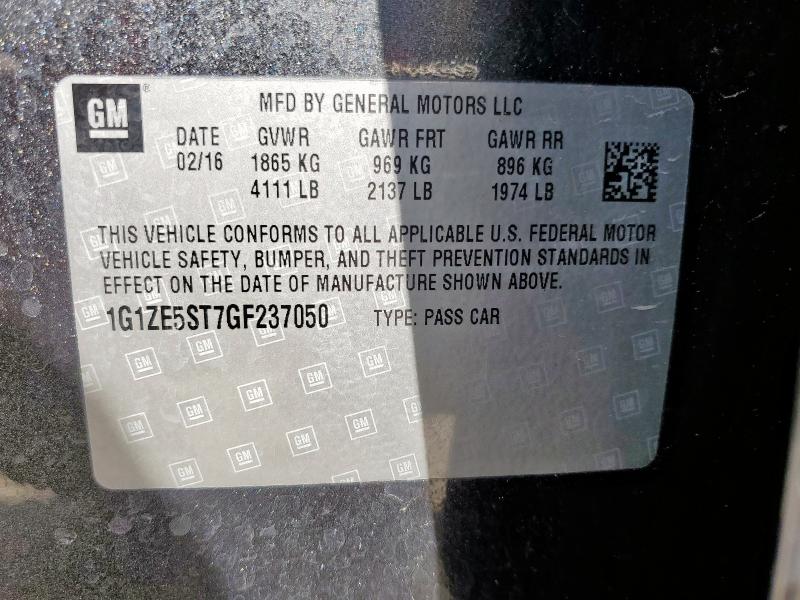 GM®
MFD BY GENERAL MOTORS LLC
DATE GVWR GAWR FRT GAWR RR
02/16 1865 KG 969 KG 896 KG
4111 LB 2137 LB 1974 LB
THIS VEHICLE CONFORMS TO ALL APPLICABLE U.S. FEDERAL MOTOR
VEHICLE SAFETY, BUMPER, AND THEFT PREVENTION STANDARDS IN
EFFECT ON THE DATE OF MANUFACTURE SHOWN ABOVE.
1G1ZE5ST7GF237050 TYPE: PASS CAR